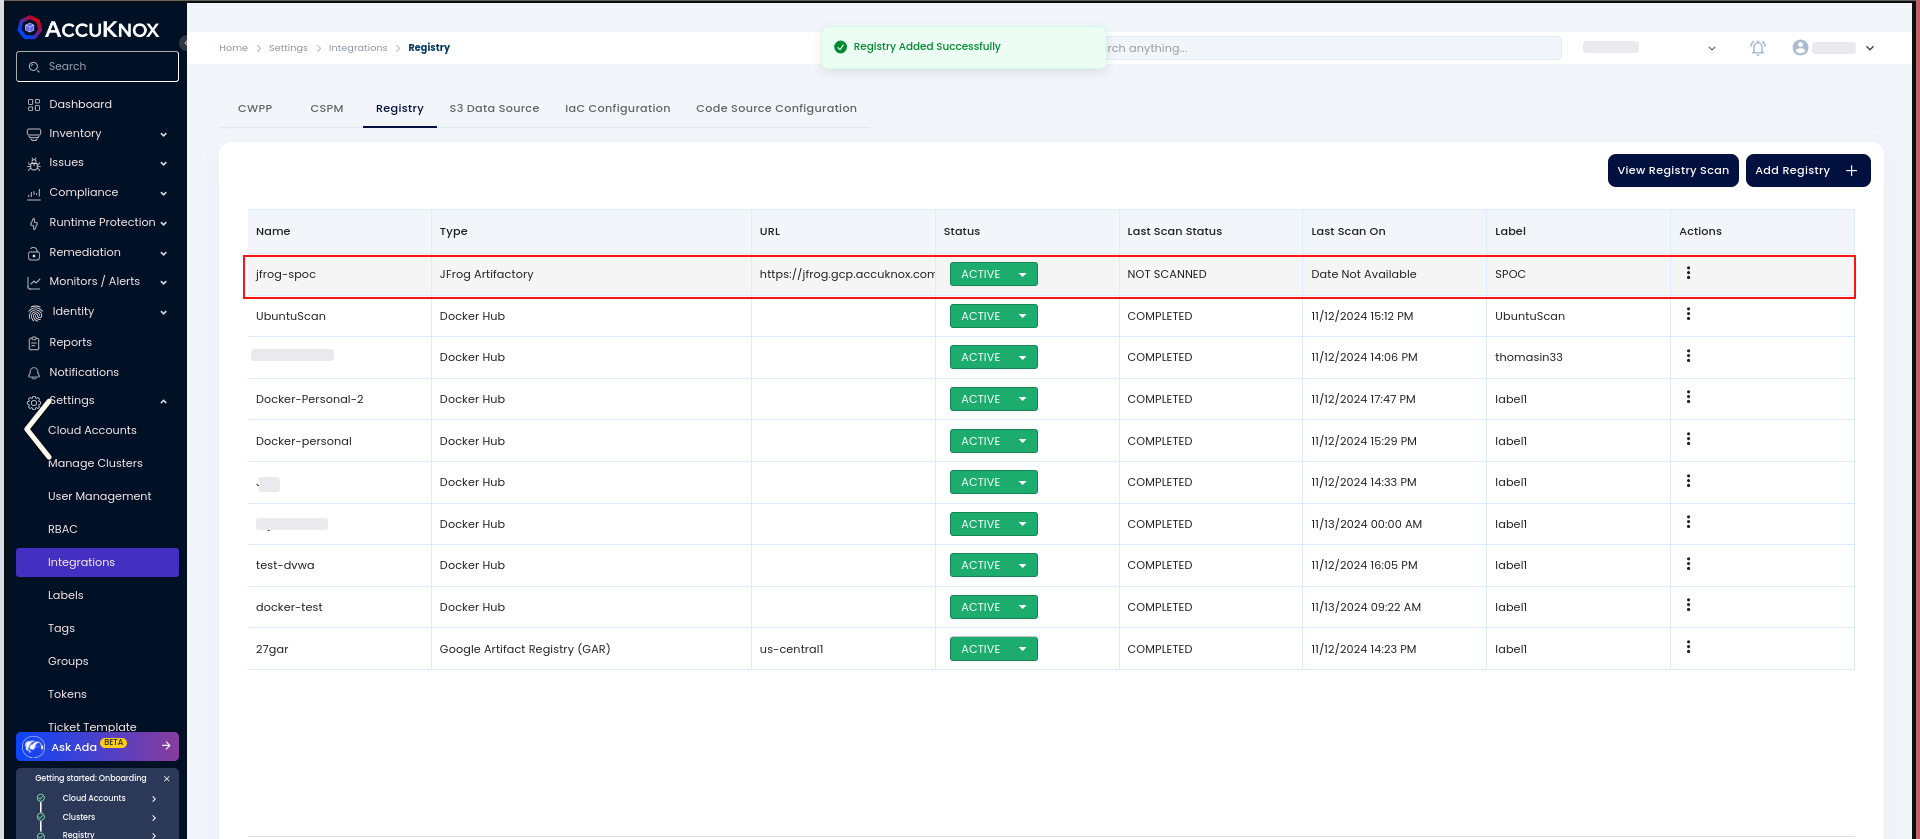 ACCUKNOX
Search
Dashboard
Inventory
Issues
Compliance
Runtime Protection
Remediation
Monitors / Alerts
Identity
Reports
Notifications
Settings
Cloud Accounts
Manage Clusters
User Management
RBAC
Integrations
Labels
Tags
Groups
Tokens
Ticket Template
Ask Ada BETA
Getting started: Onboarding
Cloud Accounts
Clusters
Registry
Home Settings Integrations Registry
Registry Added Successfully
anything...
CWPP CSPM Registry S3 Data Source IaC Configuration Code Source Configuration
View Registry Scan Add Registry
Name Type URL Status Last Scan Status Last Scan On Label Actions
jfrog-spoc JFrog Artifactory https://jfrog.gcp.accuknox.com ACTIVE NOT SCANNED Date Not Available SPOC
UbuntuScan Docker Hub ACTIVE COMPLETED 11/12/2024 15:12 PM UbuntuScan
Docker Hub ACTIVE COMPLETED 11/12/2024 14:06 PM thomasin33
Docker-Personal-2 Docker Hub ACTIVE COMPLETED 11/12/2024 17:47 PM label1
Docker-personal Docker Hub ACTIVE COMPLETED 11/12/2024 15:29 PM label1
Docker Hub ACTIVE COMPLETED 11/12/2024 14:33 PM label1
Docker Hub ACTIVE COMPLETED 11/13/2024 00:00 AM label1
test-dvwa Docker Hub ACTIVE COMPLETED 11/12/2024 16:05 PM label1
docker-test Docker Hub ACTIVE COMPLETED 11/13/2024 09:22 AM label1
27gar Google Artifact Registry (GAR) us-central1 ACTIVE COMPLETED 11/12/2024 14:23 PM label1